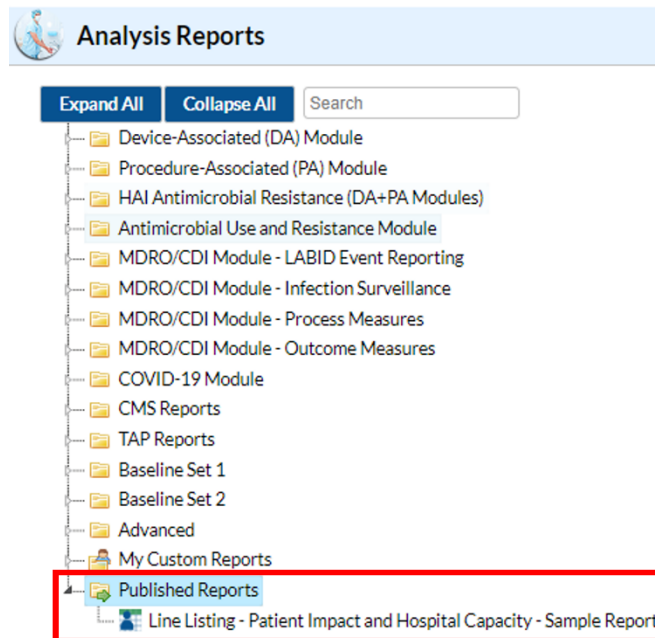 Analysis Reports
Expand All Collapse All Search
Device-Associated (DA) Module
Procedure-Associated (PA) Module
HAI Antimicrobial Resistance (DA+PA Modules)
Antimicrobial Use and Resistance Module
MDRO/CDI Module - LABID Event Reporting
MDRO/CDI Module - Infection Surveillance
MDRO/CDI Module - Process Measures
MDRO/CDI Module - Outcome Measures
COVID-19 Module
CMS Reports
TAP Reports
Baseline Set 1
Baseline Set 2
Advanced
My Custom Reports
Published Reports
Line Listing - Patient Impact and Hospital Capacity - Sample Report